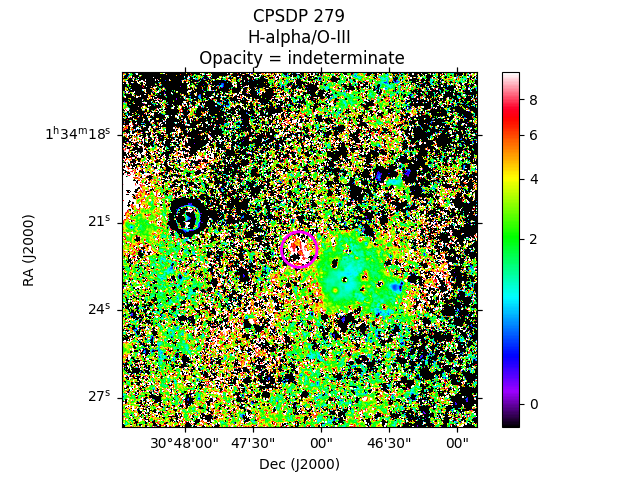 CPSDP 279
H-alpha/O-III
Opacity = indeterminate
1h34m18s
21s
24s
27s
RA (J2000)
30°48'00" 47'30" 00" 46'30" 00"
Dec (J2000)
8
6
4
2
0